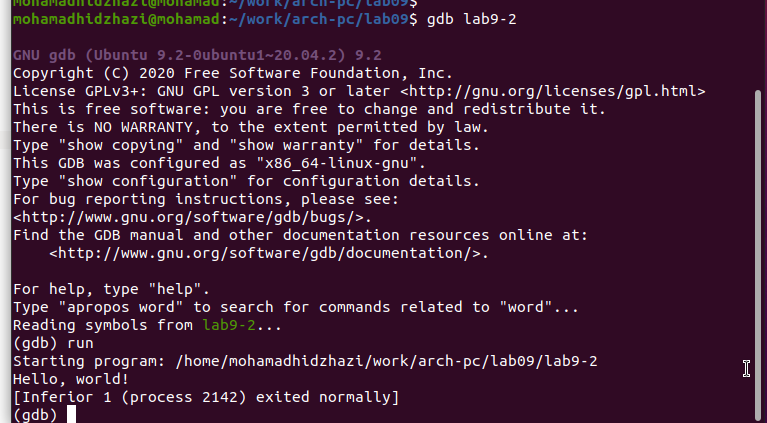 mohamadhidzhazi@mohamad:~/work/arch-pc/lab09$
mohamadhidzhazi@mohamad:~/work/arch-pc/lab09$ gdb lab9-2
GNU gdb (Ubuntu 9.2-0ubuntu1~20.04.2) 9.2
Copyright (C) 2020 Free Software Foundation, Inc.
License GPLv3+: GNU GPL version 3 or later <http://gnu.org/licenses/gpl.html>
This is free software: you are free to change and redistribute it.
There is NO WARRANTY, to the extent permitted by law.
Type "show copying" and "show warranty" for details.
This GDB was configured as "x86_64-linux-gnu".
Type "show configuration" for configuration details.
For bug reporting instructions, please see:
<http://www.gnu.org/software/gdb/bugs/>.
Find the GDB manual and other documentation resources online at:
    <http://www.gnu.org/software/gdb/documentation/>.
For help, type "help".
Type "apropos word" to search for commands related to "word"...
Reading symbols from lab9-2...
(gdb) run
Starting program: /home/mohamadhidzhazi/work/arch-pc/lab09/lab9-2
Hello, world!
[Inferior 1 (process 2142) exited normally]
(gdb)